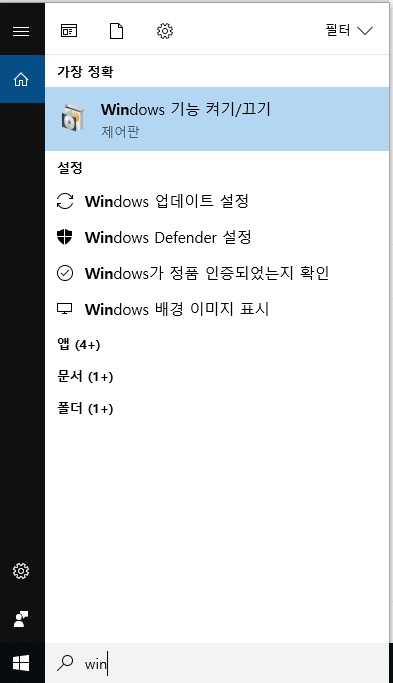 필터
가장 정확
Windows 기능 켜기/끄기
제어판
설정
Windows 업데이트 설정
Windows Defender 설정
Windows가 정품 인증되었는지 확인
Windows 배경 이미지 표시
앱 (4+)
문서 (1+)
폴더 (1+)
win